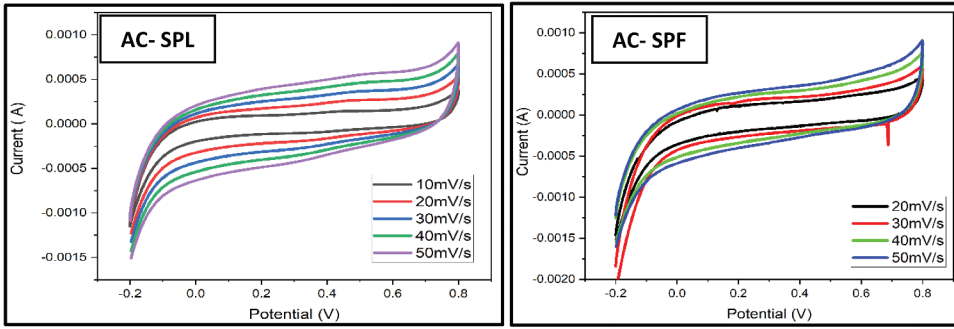 AC- SPL
0.0010
0.0005
0.0000
-0.0005
-0.0010
-0.0015
Current (A)
-0.2 0.0 0.2 0.4 0.6 0.8
Potential (V)
10mV/s
20mV/s
30mV/s
40mV/s
50mV/s
AC- SPF
0.0010
0.0005
0.0000
-0.0005
-0.0010
-0.0015
-0.0020
Current ( A)
-0.2 0.0 0.2 0.4 0.6 0.8
Potential (V)
20mV/s
30mV/s
40mV/s
50mV/s